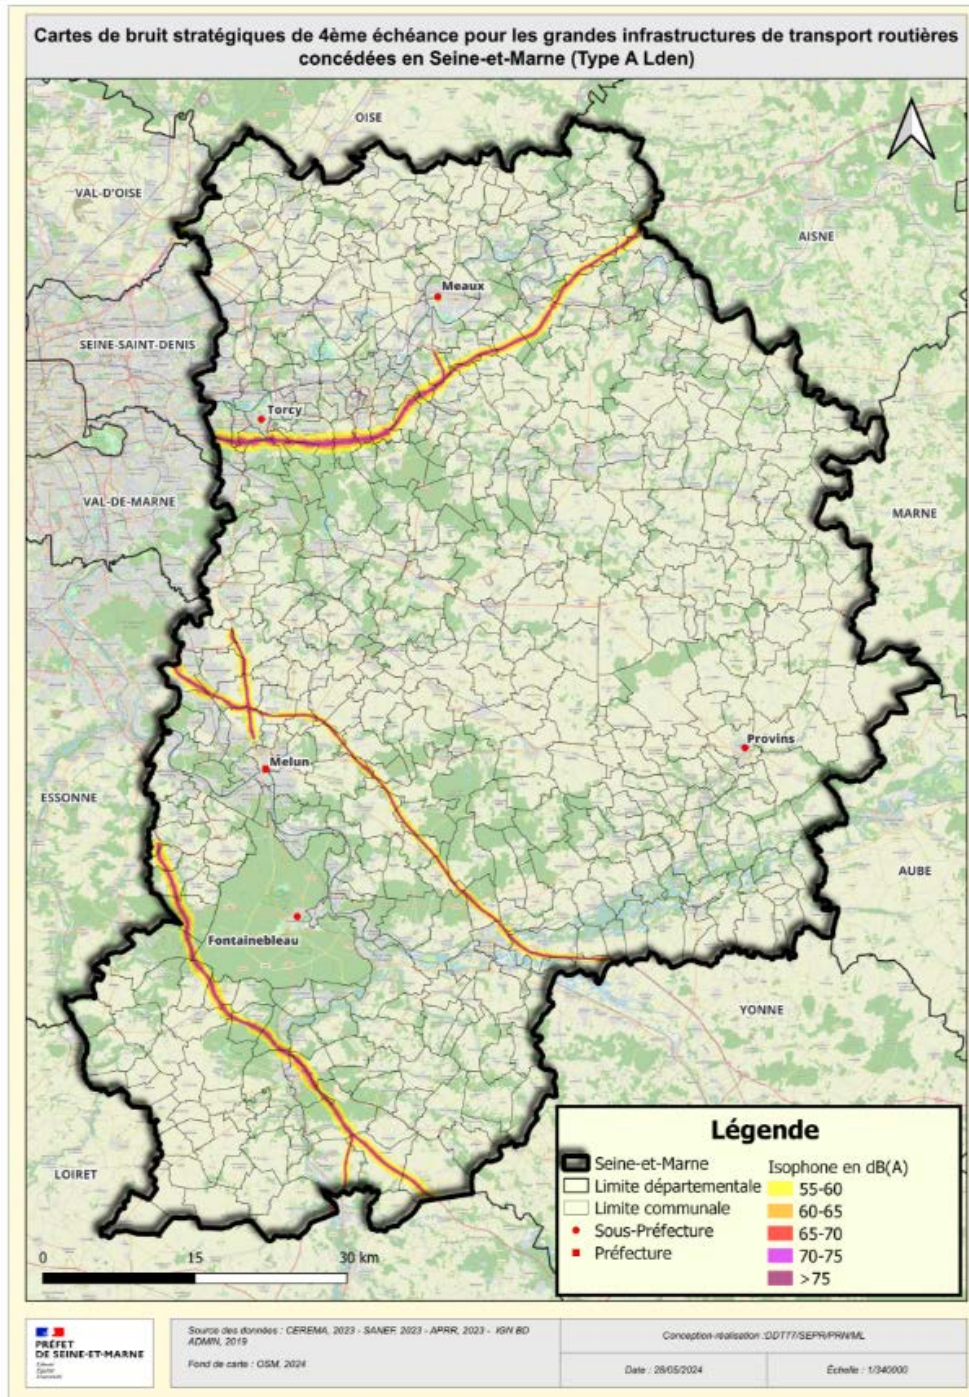 Cartes de bruit stratégiques de 4ème échéance pour les grandes infrastructures de transport routières
concédées en Seine-et-Marne (Type A Lden)
OISE
VAL-D'OISE
AISNE
Meaux
SEINE-SAINT-DENIS
Torcy
VAL-DE-MARNE
MARNE
Provins
Melun
ESSONNE
AUBE
Fontainebleau
YONNE
LOIRET
Légende
Seine-et-Marne
Limite départementale
Limite communale
Sous-Préfecture
Préfecture
Isophone en dB(A)
55-60
60-65
65-70
70-75
>75
0 15 30 km
PRÉFET
DE SEINE-ET-MARNE
Source des données : CEREMA, 2023 - SANEF, 2023 - APRR, 2023 - IGN BD
ADMIN, 2019
Fond de carte : OSM, 2024
Conception-réalisation :DDT77/SEPR/PRN/ML
Date : 28/05/2024
Échelle : 1/340000